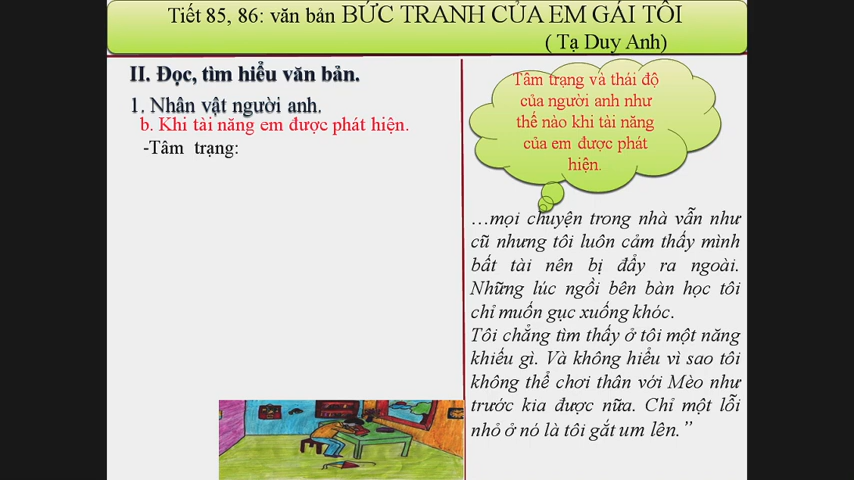 Tiết 85, 86: văn bản BỨC TRANH CỦA EM GÁI TÔI
( Tạ Duy Anh)
II. Đọc, tìm hiểu văn bản.
1. Nhân vật người anh.
b. Khi tài năng em được phát hiện.
-Tâm trạng:
Tâm trạng và thái độ
của người anh như
thế nào khi tài năng
của em được phát
hiện.
…mọi chuyện trong nhà vẫn như
cũ nhưng tôi luôn cảm thấy mình
bất tài nên bị đẩy ra ngoài.
Những lúc ngồi bên bàn học tôi
chỉ muốn gục xuống khóc.
Tôi chẳng tìm thấy ở tôi một năng
khiếu gì. Và không hiểu vì sao tôi
không thể chơi thân với Mèo như
trước kia được nữa. Chỉ một lỗi
nhỏ ở nó là tôi gắt um lên.”